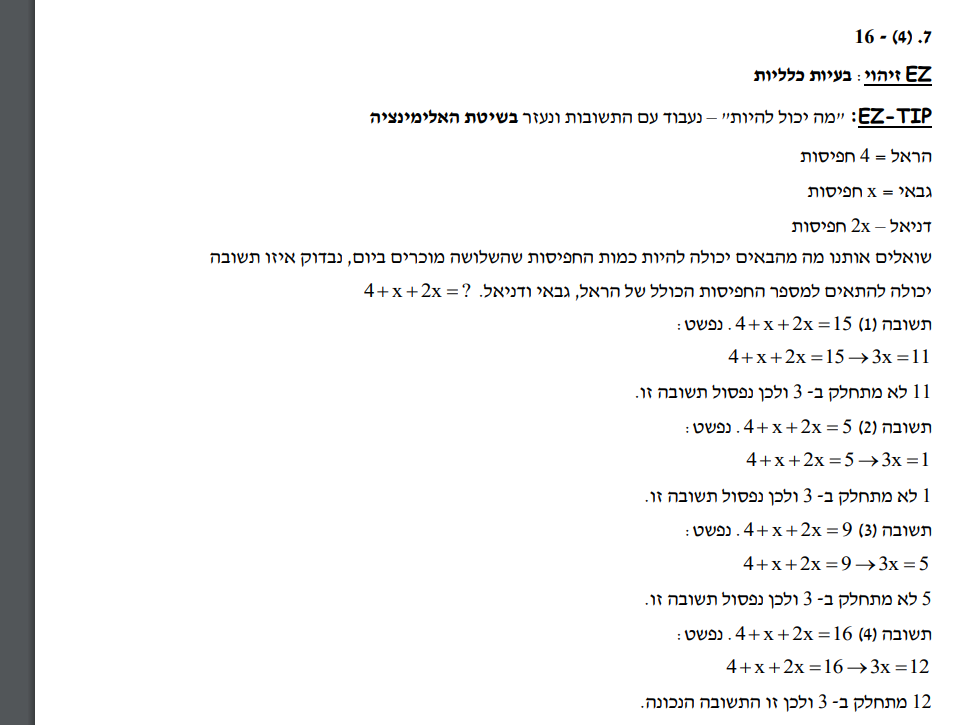 7. (4) - 16
EZ זיהוי: בעיות כלליות
EZ-TIP: "מה יכול להיות" – נעבוד עם התשובות ונעזר בשיטת האלימינציה
הראל = 4 חפיסות
גבאי = x חפיסות
דניאל – 2x חפיסות
שואלים אותנו מה מהבאים יכולה להיות כמות החפיסות שהשלושה מוכרים ביום, נבדוק איזו תשובה
יכולה להתאים למספר החפיסות הכולל של הראל, גבאי ודניאל. 4+x+2x=?
תשובה (1) 4+x+2x=15. נפשט:
4+x+2x=15→3x=11
11 לא מתחלק ב- 3 ולכן נפסול תשובה זו.
תשובה (2) 4+x+2x=5. נפשט:
4+x+2x=5→3x=1
1 לא מתחלק ב- 3 ולכן נפסול תשובה זו.
תשובה (3) 4+x+2x=9. נפשט:
4+x+2x=9→3x=5
5 לא מתחלק ב- 3 ולכן נפסול תשובה זו.
תשובה (4) 4+x+2x=16. נפשט:
4+x+2x=16→3x=12
12 מתחלק ב- 3 ולכן זו התשובה הנכונה.